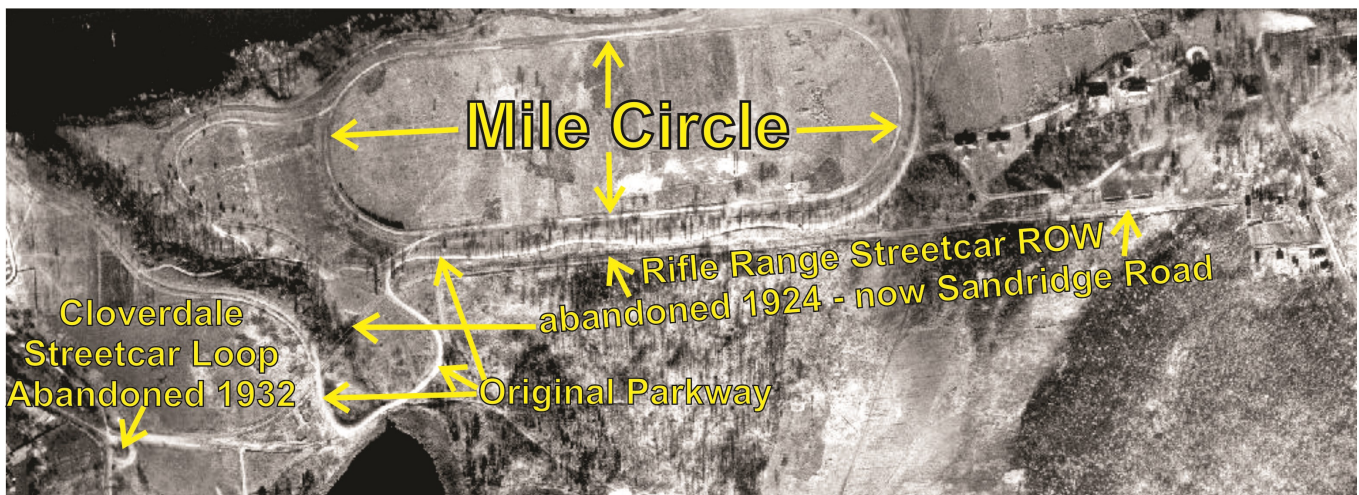 Mile Circle
Rifle Range Streetcar ROW
abandoned 1924 - now Sandridge Road
Cloverdale
Streetcar Loop
Abandoned 1932
Original Parkway